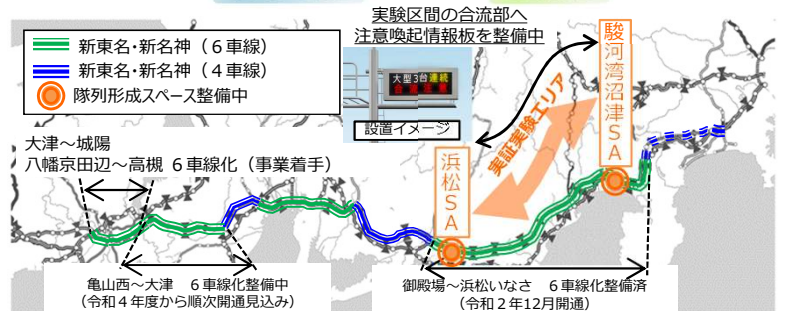 実験区間の合流部へ
注意喚起情報板を整備中
新東名・新名神（６車線）
新東名・新名神（４車線）
隊列形成スペース整備中
大型３台連続
合流注意
設置イメージ
駿河湾沼津SA
実証実験エリア
浜松SA
大津～城陽
八幡京田辺～高槻 ６車線化（事業着手）
亀山西～大津　６車線化整備中
（令和４年度から順次開通見込み）
御殿場～浜松いなさ　６車線化整備済
（令和２年12月開通）